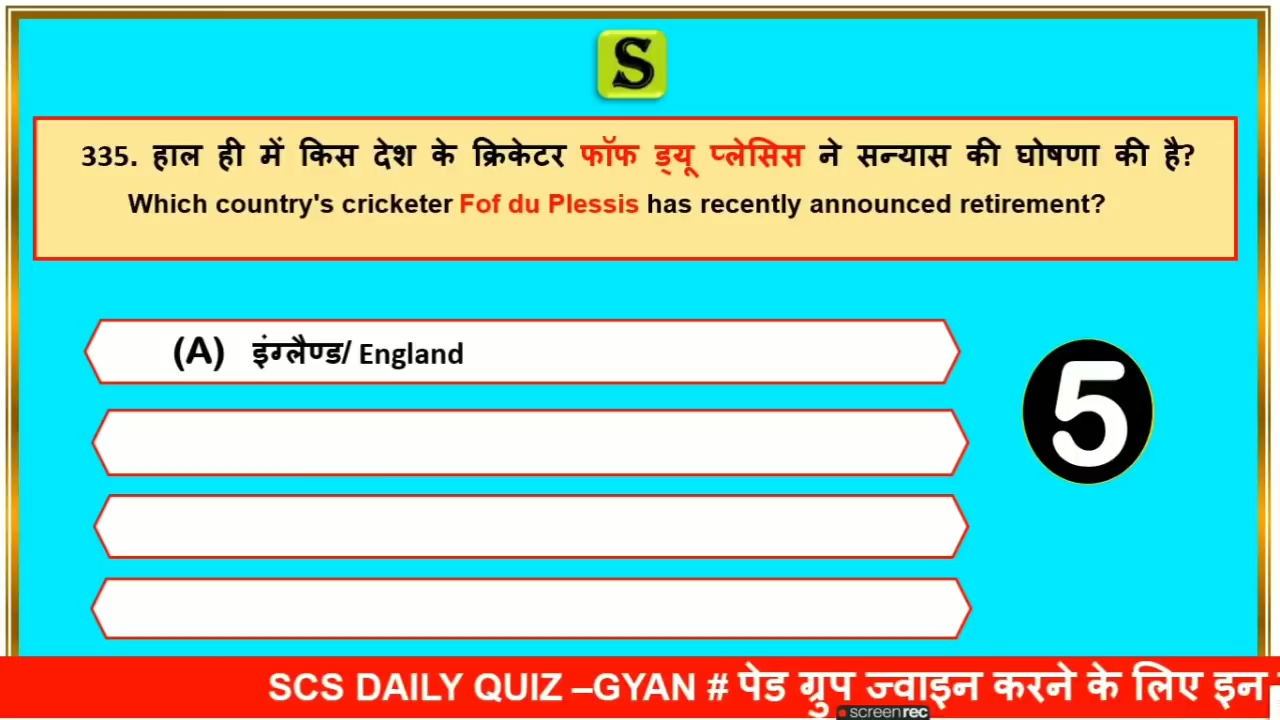 S
335. हाल ही में किस देश के क्रिकेटर फॉफ ड्यू प्लेसिस ने सन्यास की घोषणा की है?
Which country's cricketer Fof du Plessis has recently announced retirement?
(A) इंग्लैण्ड/ England
5
SCS DAILY QUIZ –GYAN # पेड ग्रुप ज्वाइन करने के लिए इन
screenrec